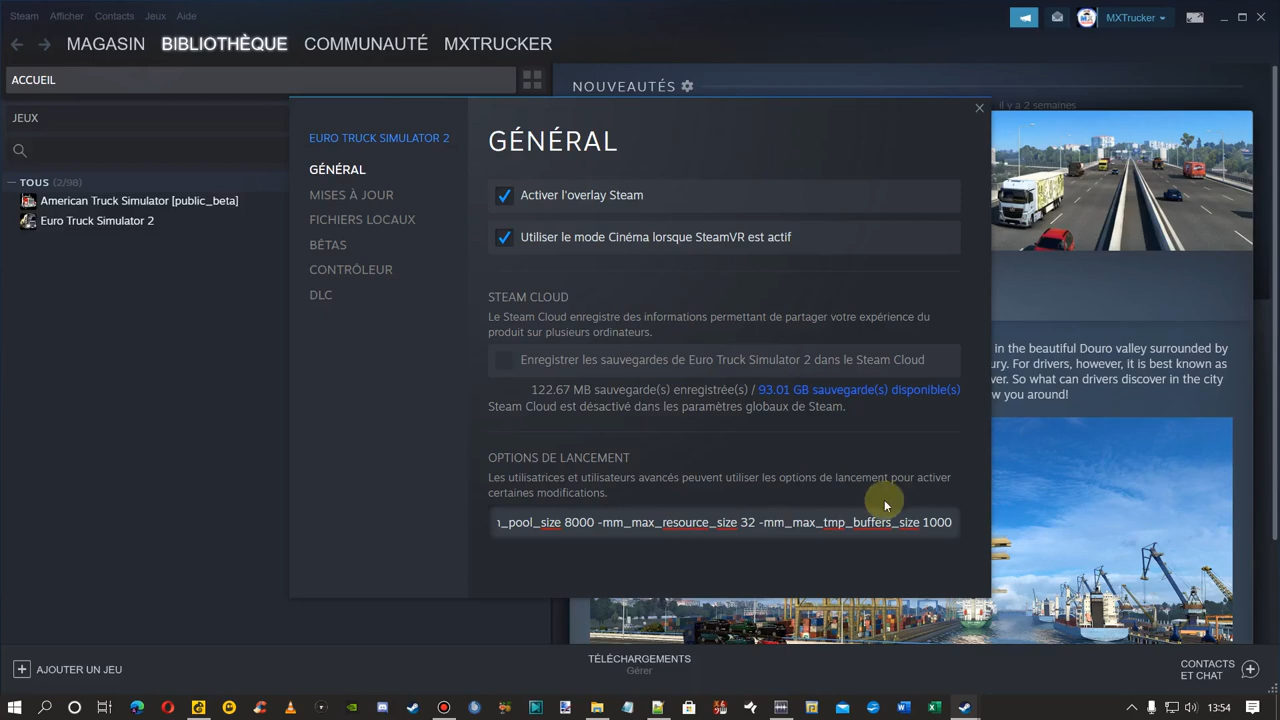 Steam Afficher Contacts Jeux Aide
MXTrucker
MAGASIN BIBLIOTHÈQUE COMMUNAUTÉ MXTRUCKER
ACCUEIL
NOUVEAUTÉS
il y a 2 semaines
JEUX
TOUS (2/98)
American Truck Simulator [public_beta]
Euro Truck Simulator 2
EURO TRUCK SIMULATOR 2
GÉNÉRAL
MISES À JOUR
FICHIERS LOCAUX
BÊTAS
CONTRÔLEUR
DLC
GÉNÉRAL
Activer l'overlay Steam
Utiliser le mode Cinéma lorsque SteamVR est actif
STEAM CLOUD
Le Steam Cloud enregistre des informations permettant de partager votre expérience du
produit sur plusieurs ordinateurs.
Enregistrer les sauvegardes de Euro Truck Simulator 2 dans le Steam Cloud
122.67 MB sauvegarde(s) enregistrée(s) / 93.01 GB sauvegarde(s) disponible(s)
Steam Cloud est désactivé dans les paramètres globaux de Steam.
OPTIONS DE LANCEMENT
Les utilisatrices et utilisateurs avancés peuvent utiliser les options de lancement pour activer
certaines modifications.
_pool_size 8000 -mm_max_resource_size 32 -mm_max_tmp_buffers_size 1000
in the beautiful Douro valley surrounded by
ury. For drivers, however, it is best known as
ver. So what can drivers discover in the city
w you around!
AJOUTER UN JEU
TÉLÉCHARGEMENTS
Gérer
CONTACTS
ET CHAT
13:54